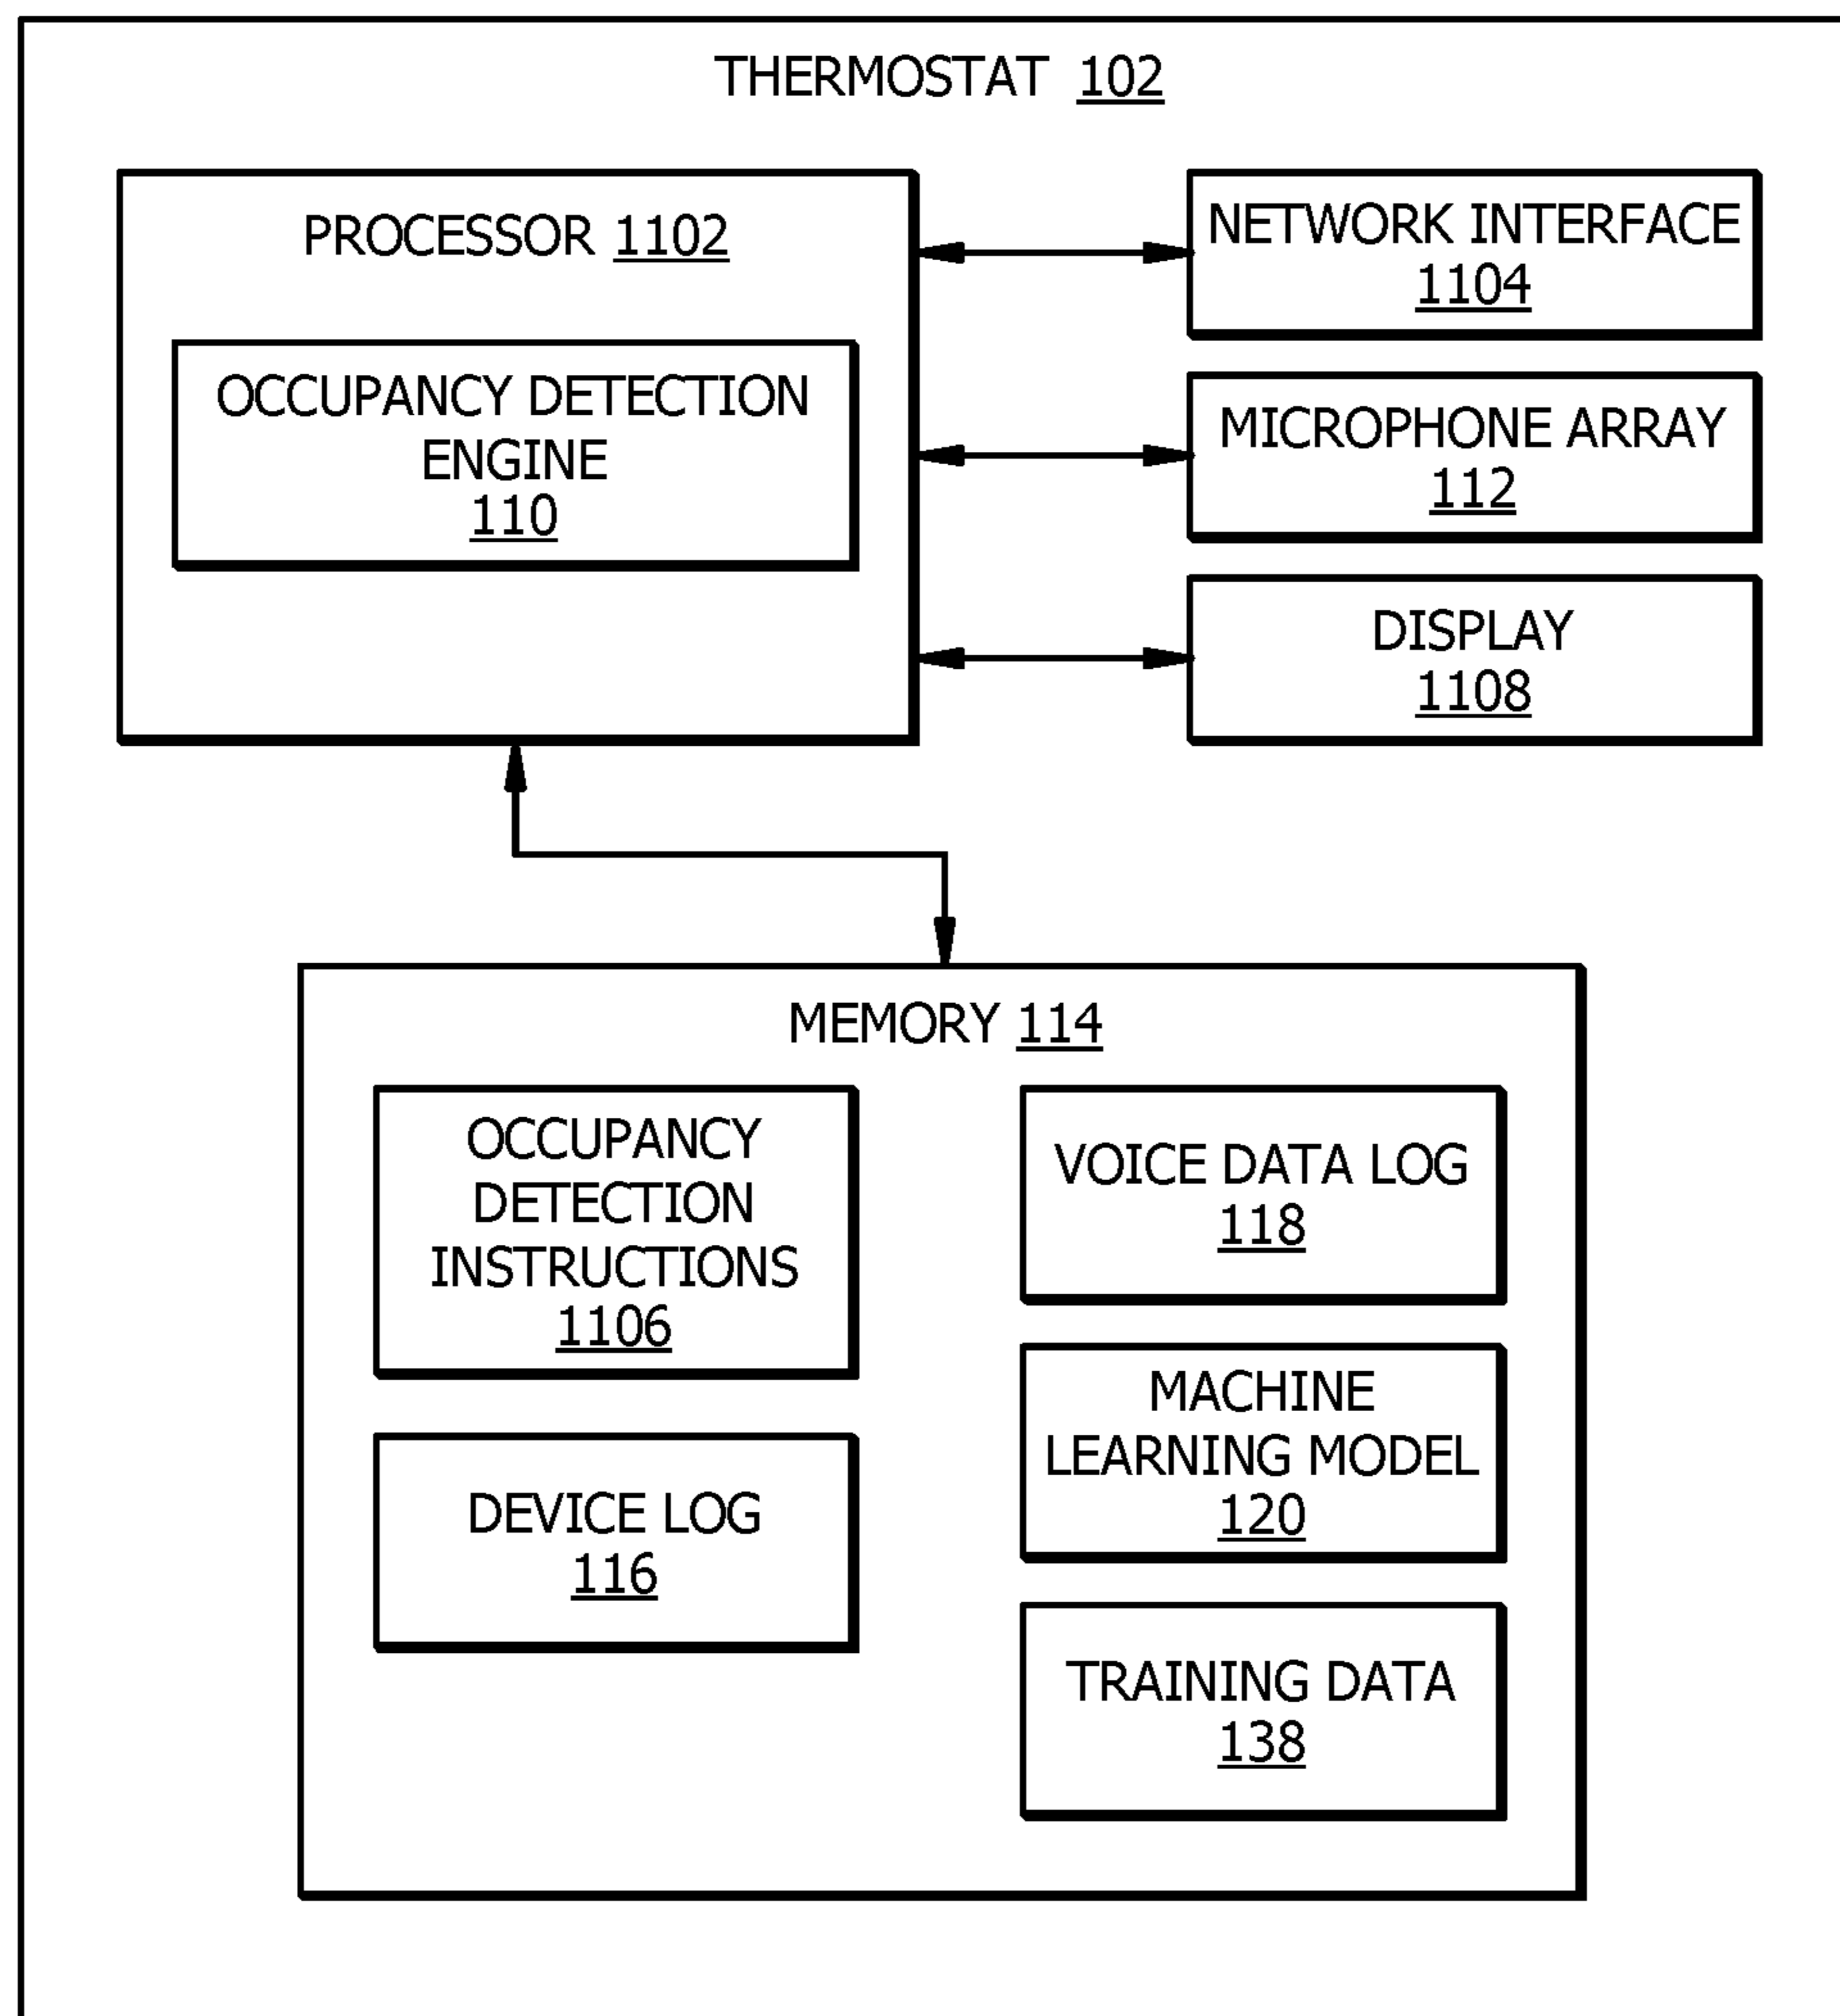 THERMOSTAT 102
PROCESSOR 1102
OCCUPANCY DETECTION
ENGINE
110
NETWORK INTERFACE
1104
MICROPHONE ARRAY
112
DISPLAY
1108
MEMORY 114
OCCUPANCY
DETECTION
INSTRUCTIONS
1106
DEVICE LOG
116
VOICE DATA LOG
118
MACHINE
LEARNING MODEL
120
TRAINING DATA
138